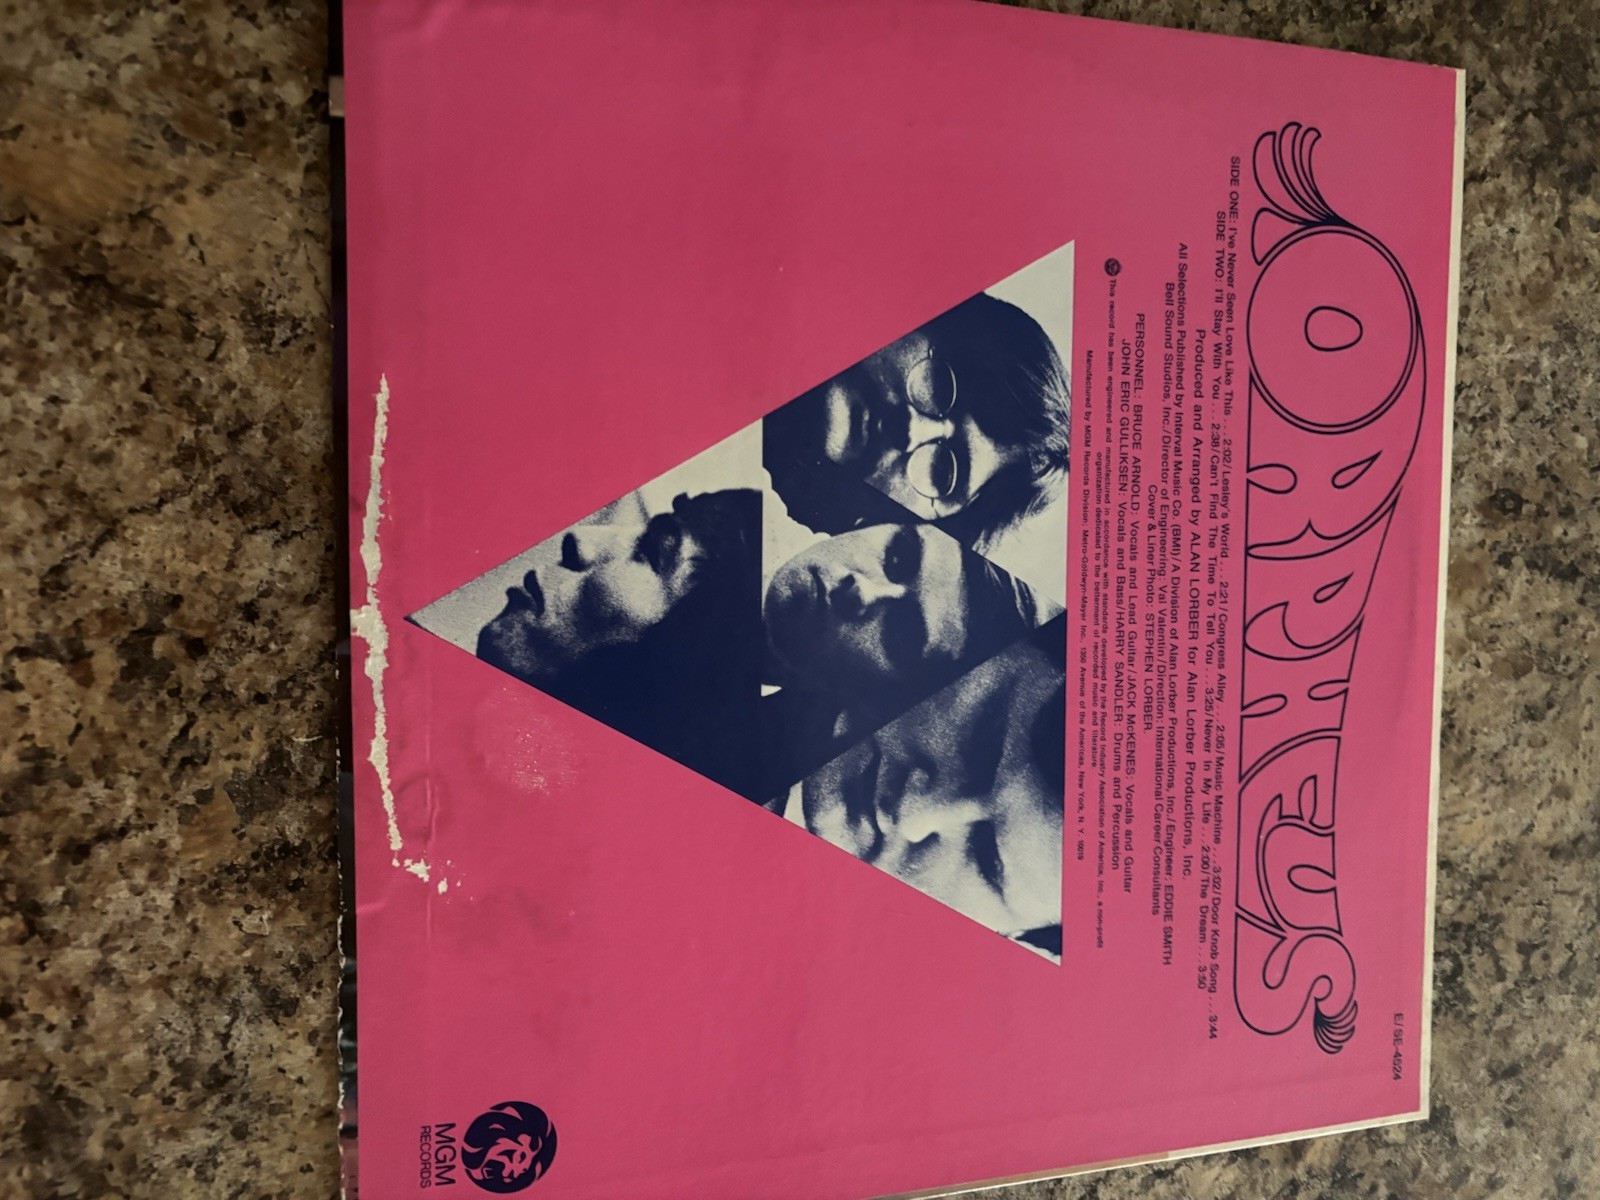 E/SE-4524
ORPHEUS
SIDE ONE: I've Never Seen Love Like This . . . 2:02/Lesley's World . . . 2:21/Congress Alley . . . 2:05/Music Machine . . . 3:02/Door Knob Song . . . 3:44
SIDE TWO: I'll Stay With You . . . 2:38/Can't Find The Time To Tell You . . . 3:25/Never In My Life . . . 2:00/The Dream . . . 3:50
Produced and Arranged by ALAN LORBER for Alan Lorber Productions, Inc.
All Selections Published by Interval Music Co. (BMI)/A Division of Alan Lorber Productions, Inc./Engineer: EDDIE SMITH
Bell Sound Studios, Inc./Director of Engineering: Val Valentin/Direction: International Career Consultants
Cover & Liner Photo: STEPHEN LORBER.
PERSONNEL: BRUCE ARNOLD: Vocals and Lead Guitar/JACK McKENES: Vocals and Guitar
JOHN ERIC GULLIKSEN: Vocals and Bass/HARRY SANDLER: Drums and Percussion
This record has been engineered and manufactured in accordance with standards developed by the Record Industry Association of America, Inc., a non-profit
organization dedicated to the betterment of recorded music and literature.
Manufactured by MGM Records Division, Metro-Goldwyn-Mayer Inc., 1350 Avenue of the Americas, New York, N. Y. 10019
MGM
RECORDS